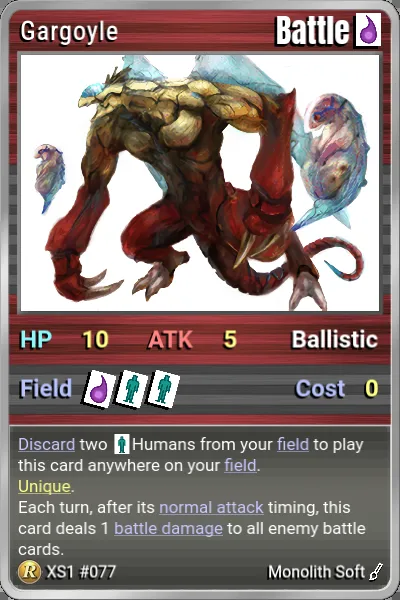 Gargoyle Battle
HP 10 ATK 5 Ballistic
Field Cost 0
Discard two Humans from your field to play
this card anywhere on your field.
Unique.
Each turn, after its normal attack timing, this
card deals 1 battle damage to all enemy battle
cards.
R XS1 #077 Monolith Soft